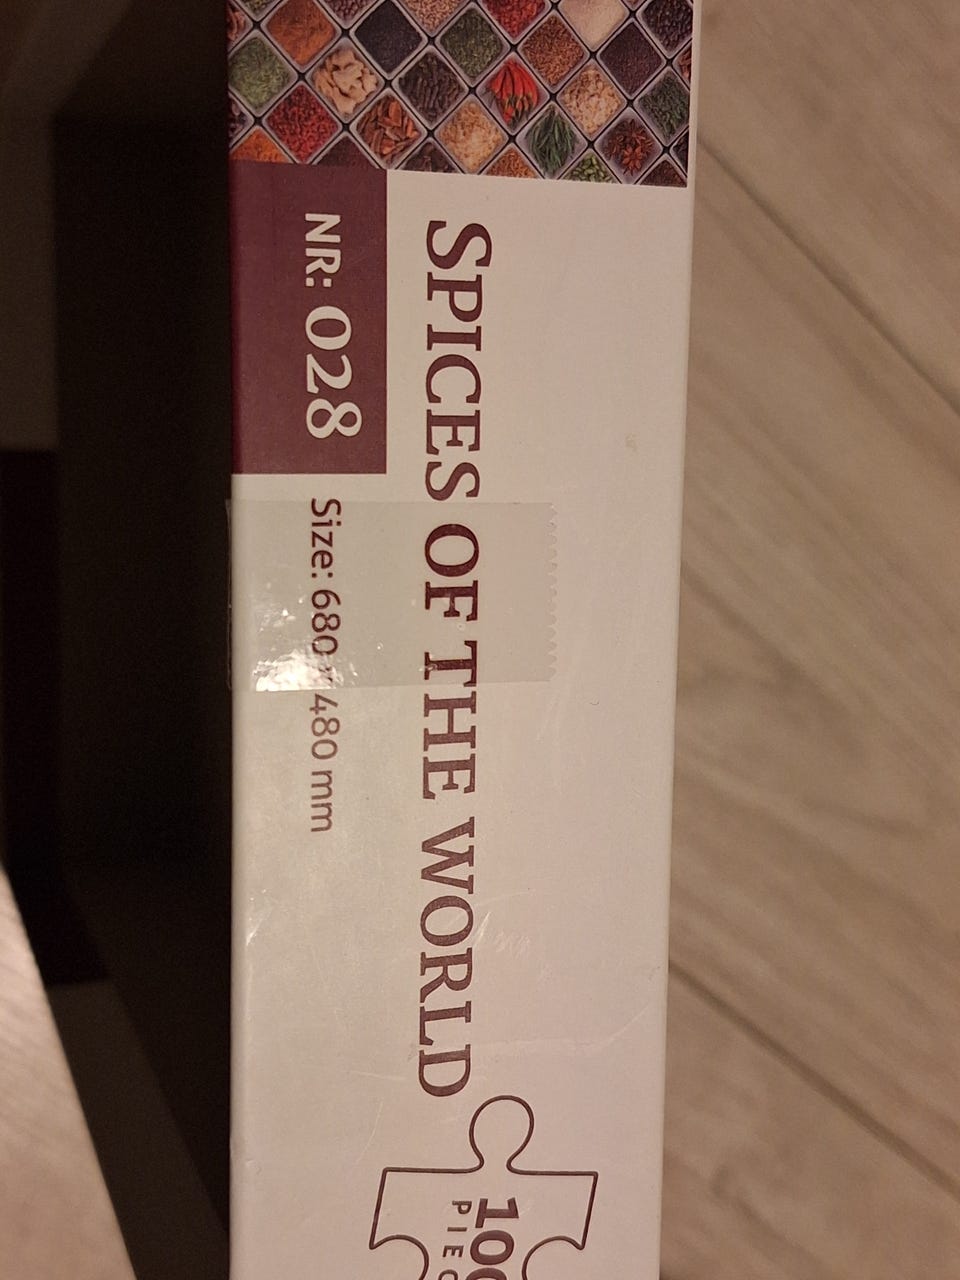 SPICES OF THE WORLD
NR: 028
Size: 680 x 480 mm